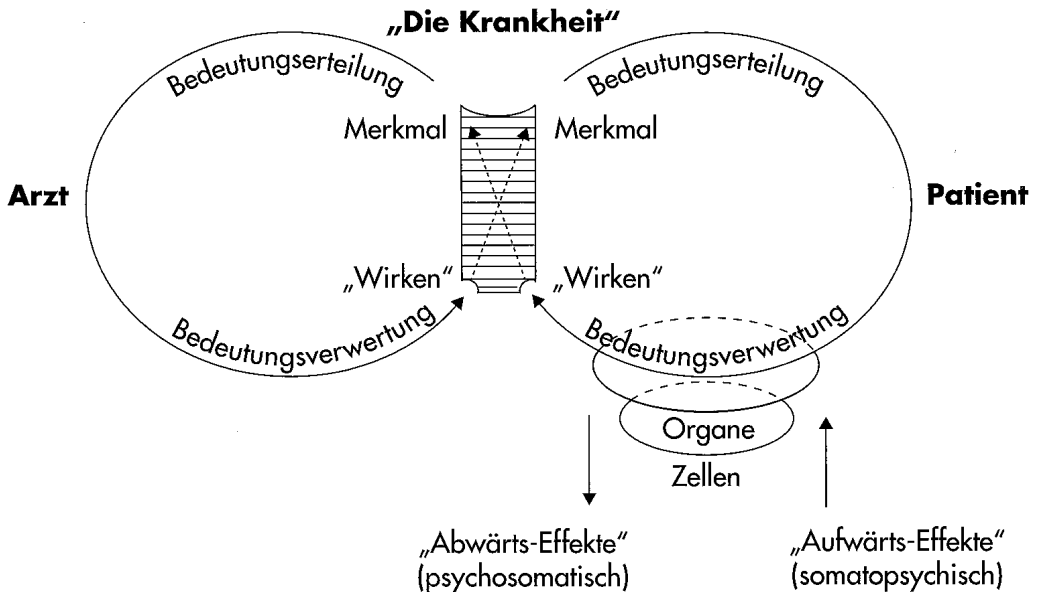 „Die Krankheit“
Bedeutungserteilung
Bedeutungserteilung
Merkmal
Merkmal
Arzt
Patient
„Wirken“
„Wirken“
Bedeutungsverwertung
Bedeutungsverwertung
Organe
Zellen
„Abwärts-Effekte“
(psychosomatisch)
„Aufwärts-Effekte“
(somatopsychisch)